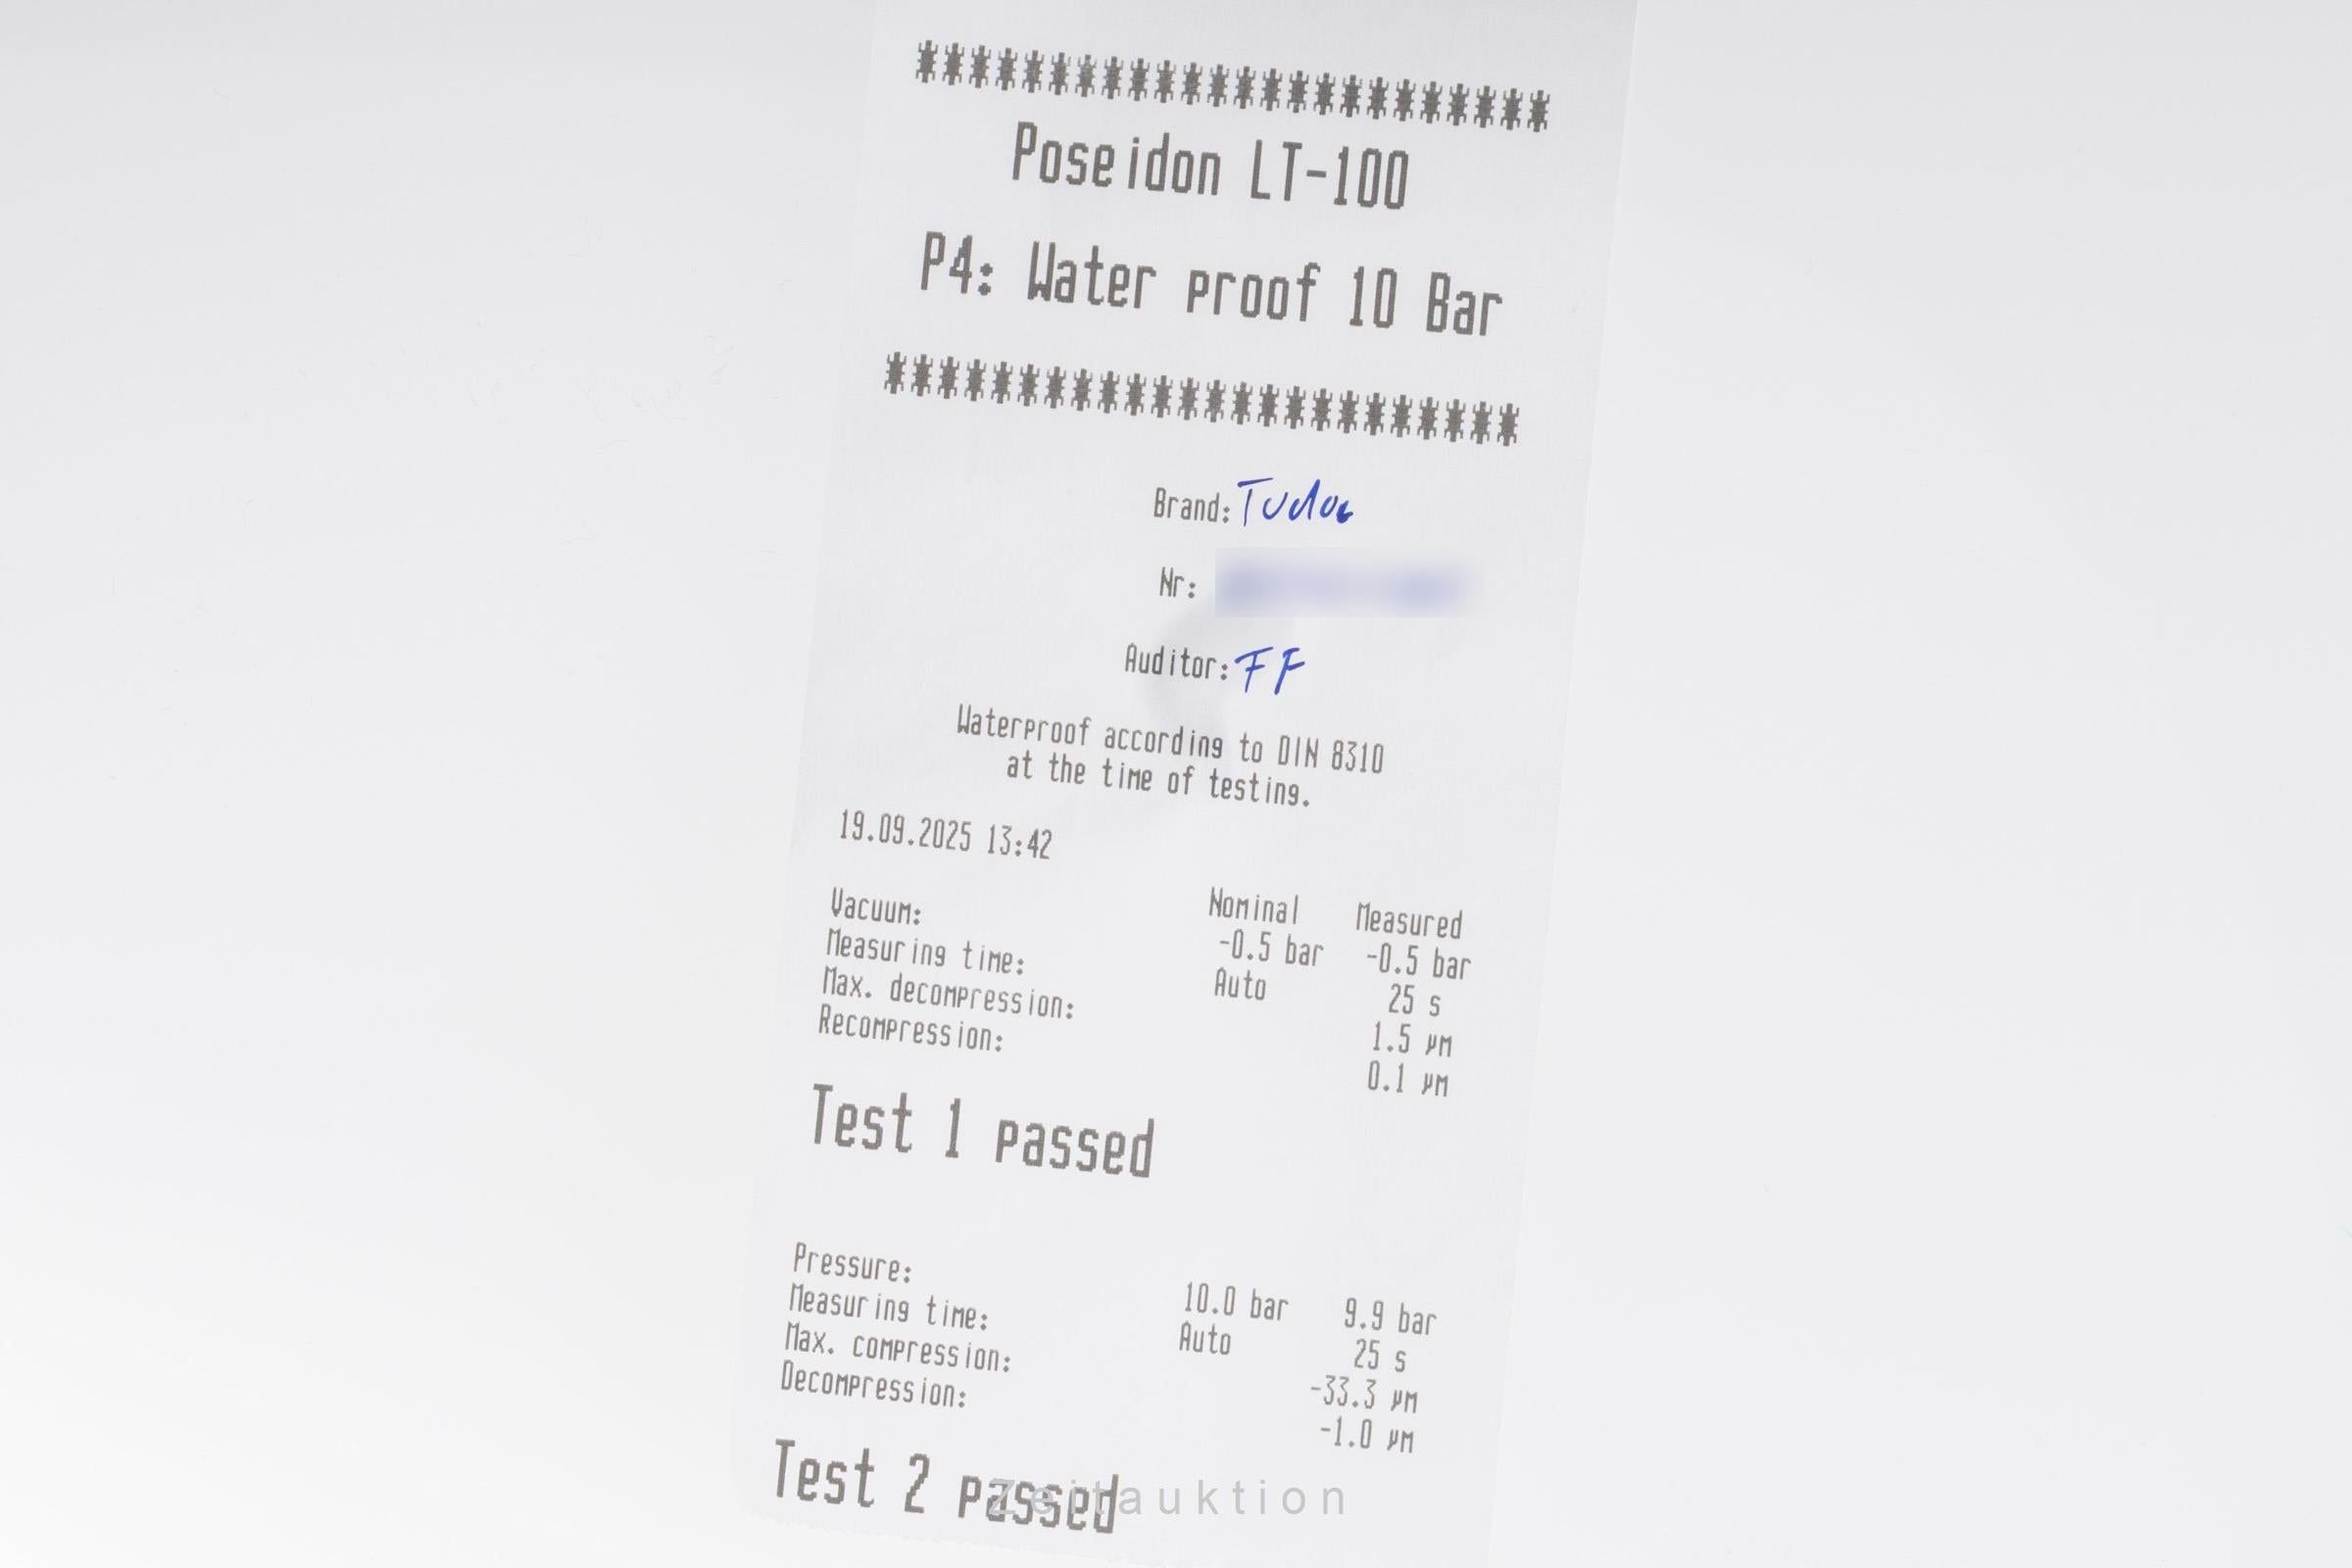 ************************
Poseidon LT-100
P4: Water proof 10 Bar
************************
Brand: Tudor
Nr:
Auditor: FF
Waterproof according to DIN 8310
at the time of testing.
19.09.2025 13:42
Nominal Measured
Vacuum: -0.5 bar -0.5 bar
Measuring time: Auto 25 s
Max. decompression: 1.5 µm
Recompression: 0.1 µm
Test 1 passed
Pressure: 10.0 bar 9.9 bar
Measuring time: Auto 25 s
Max. compression: -33.3 µm
Decompression: -1.0 µm
Test 2 passed
Zeitauktion